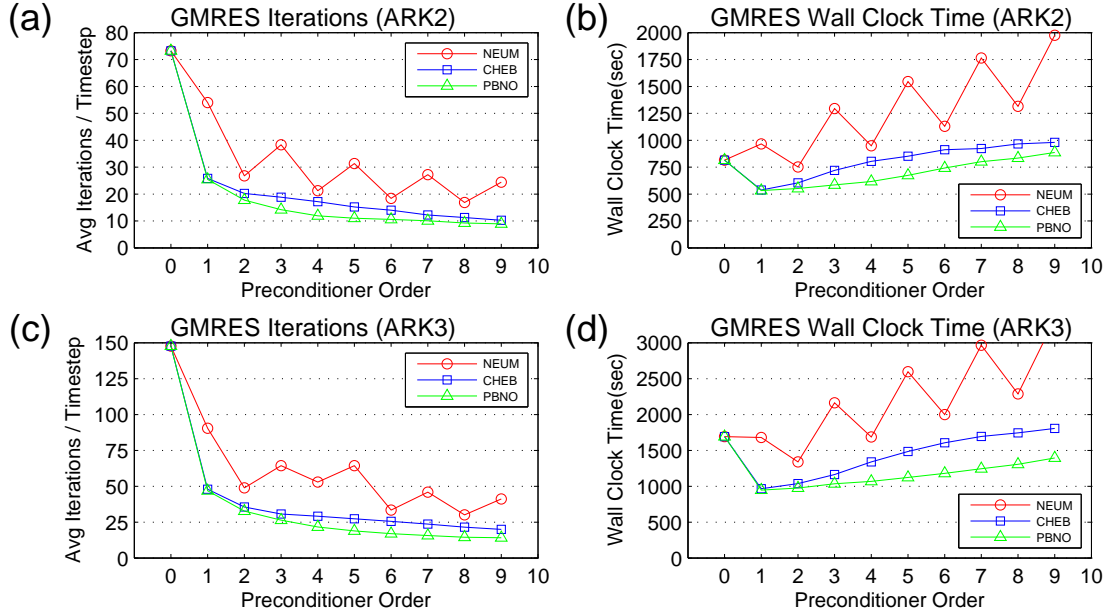 (a)
GMRES Iterations (ARK2)
80
70
60
50
40
30
20
10
0
Avg Iterations / Timestep
NEUM
CHEB
PBNO
0 1 2 3 4 5 6 7 8 9 10
Preconditioner Order
(b)
GMRES Wall Clock Time (ARK2)
2000
1750
1500
1250
1000
750
500
250
0
Wall Clock Time(sec)
NEUM
CHEB
PBNO
0 1 2 3 4 5 6 7 8 9 10
Preconditioner Order
(c)
GMRES Iterations (ARK3)
150
125
100
75
50
25
0
Avg Iterations / Timestep
NEUM
CHEB
PBNO
0 1 2 3 4 5 6 7 8 9 10
Preconditioner Order
(d)
GMRES Wall Clock Time (ARK3)
3000
2500
2000
1500
1000
500
0
Wall Clock Time(sec)
NEUM
CHEB
PBNO
0 1 2 3 4 5 6 7 8 9 10
Preconditioner Order